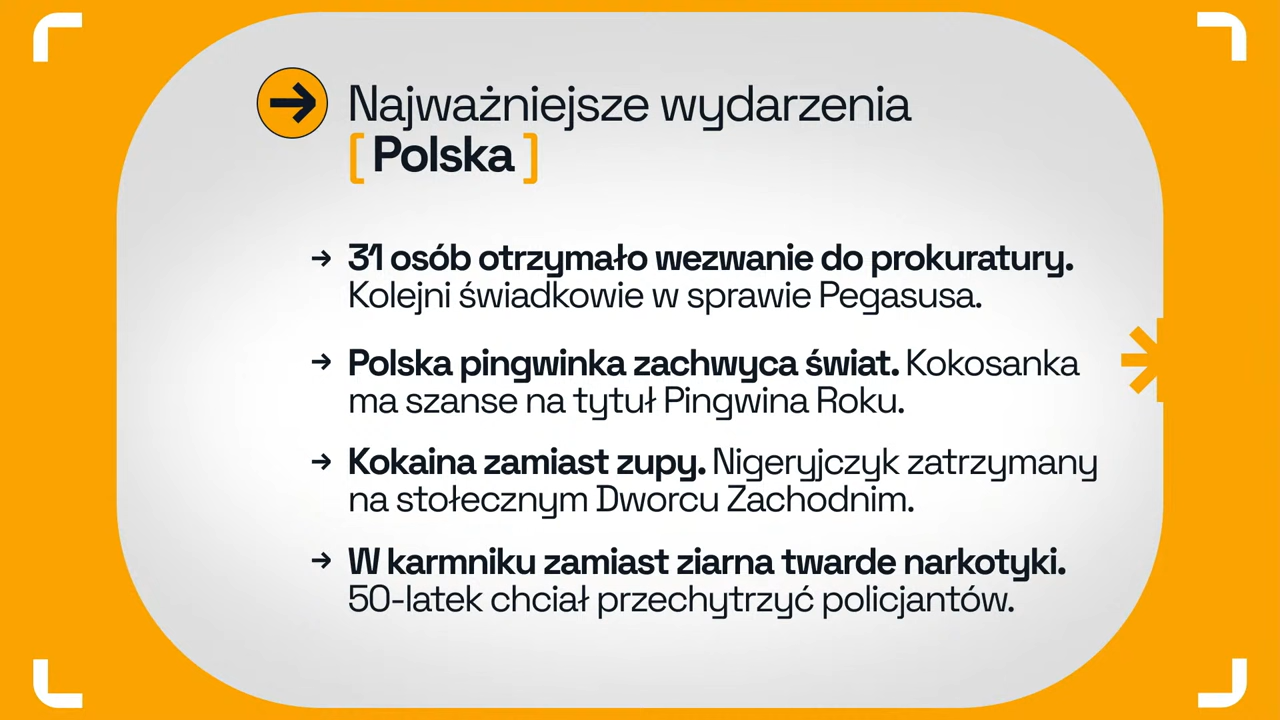 Najważniejsze wydarzenia
[ Polska ]
→ 31 osób otrzymało wezwanie do prokuratury.
Kolejni świadkowie w sprawie Pegasusa.
→ Polska pingwinka zachwyca świat. Kokosanka
ma szanse na tytuł Pingwina Roku.
→ Kokaina zamiast zupy. Nigeryjczyk zatrzymany
na stołecznym Dworcu Zachodnim.
→ W karmniku zamiast ziarna twarde narkotyki.
50-latek chciał przechytrzyć policjantów.